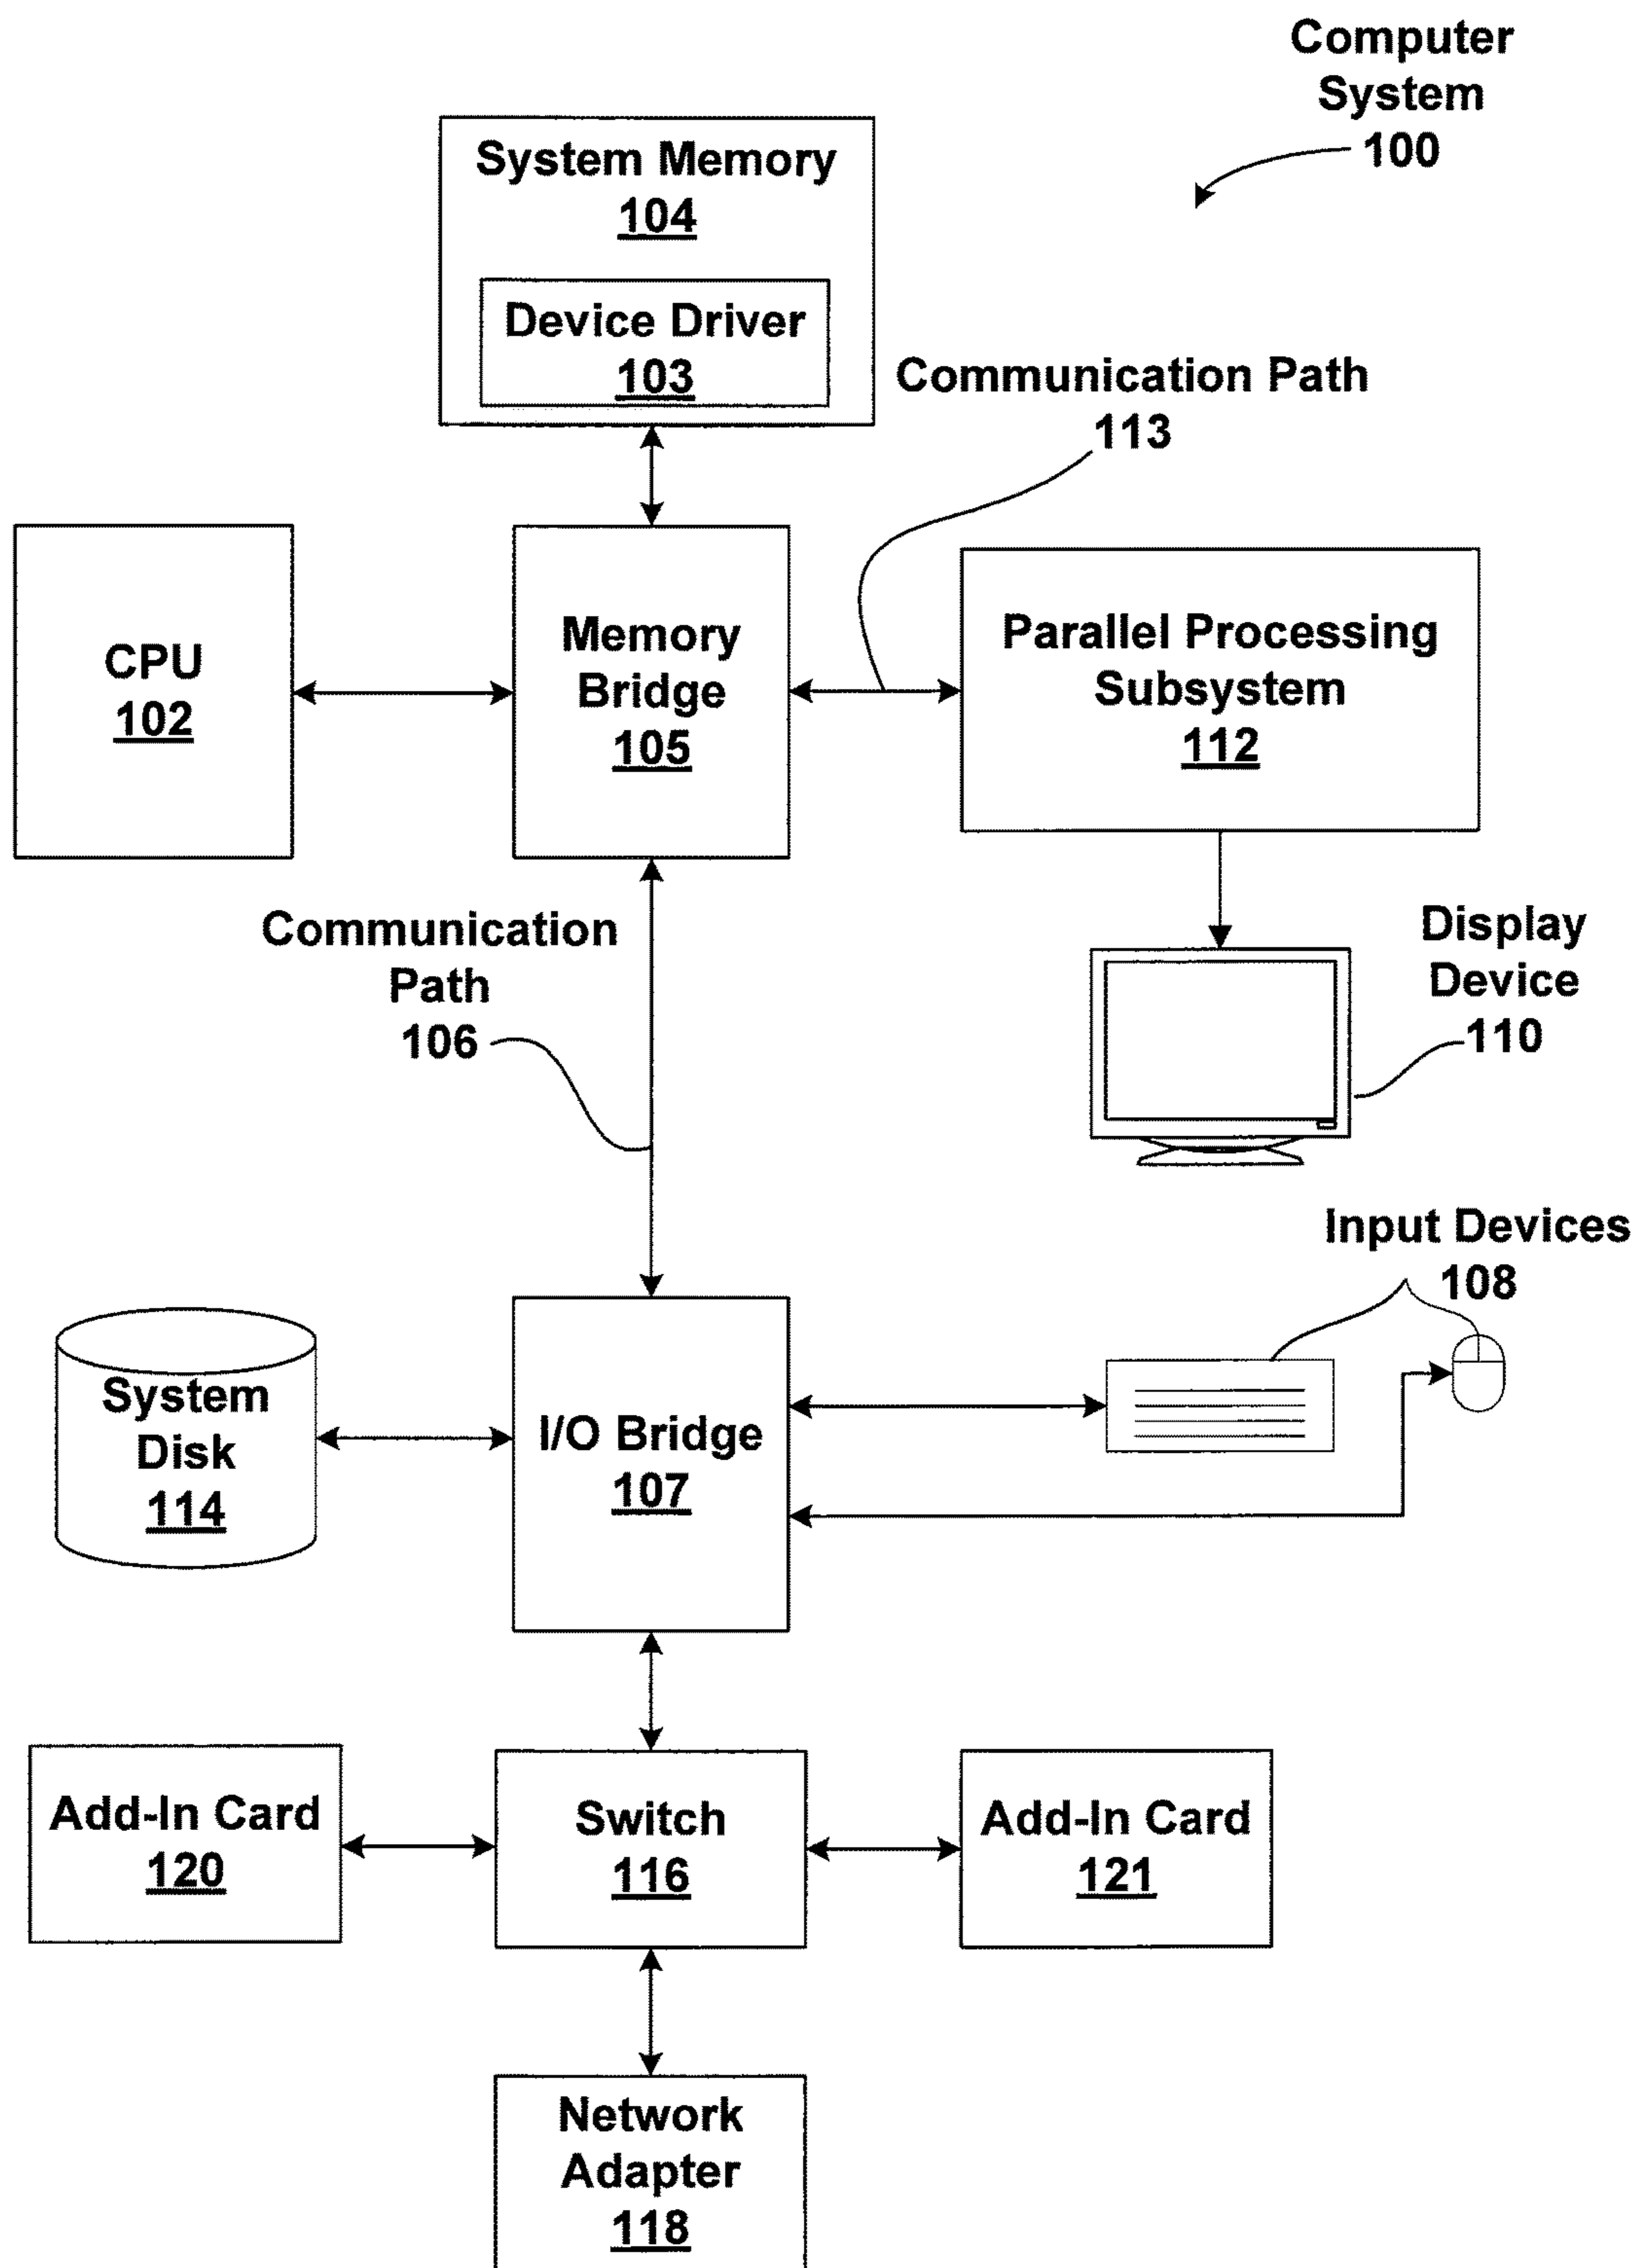 Computer
System
100
System Memory
104
Device Driver
103
Communication Path
113
CPU
102
Memory
Bridge
105
Parallel Processing
Subsystem
112
Communication
Path
106
Display
Device
110
Input Devices
108
System
Disk
114
I/O Bridge
107
Add-In Card
120
Switch
116
Add-In Card
121
Network
Adapter
118